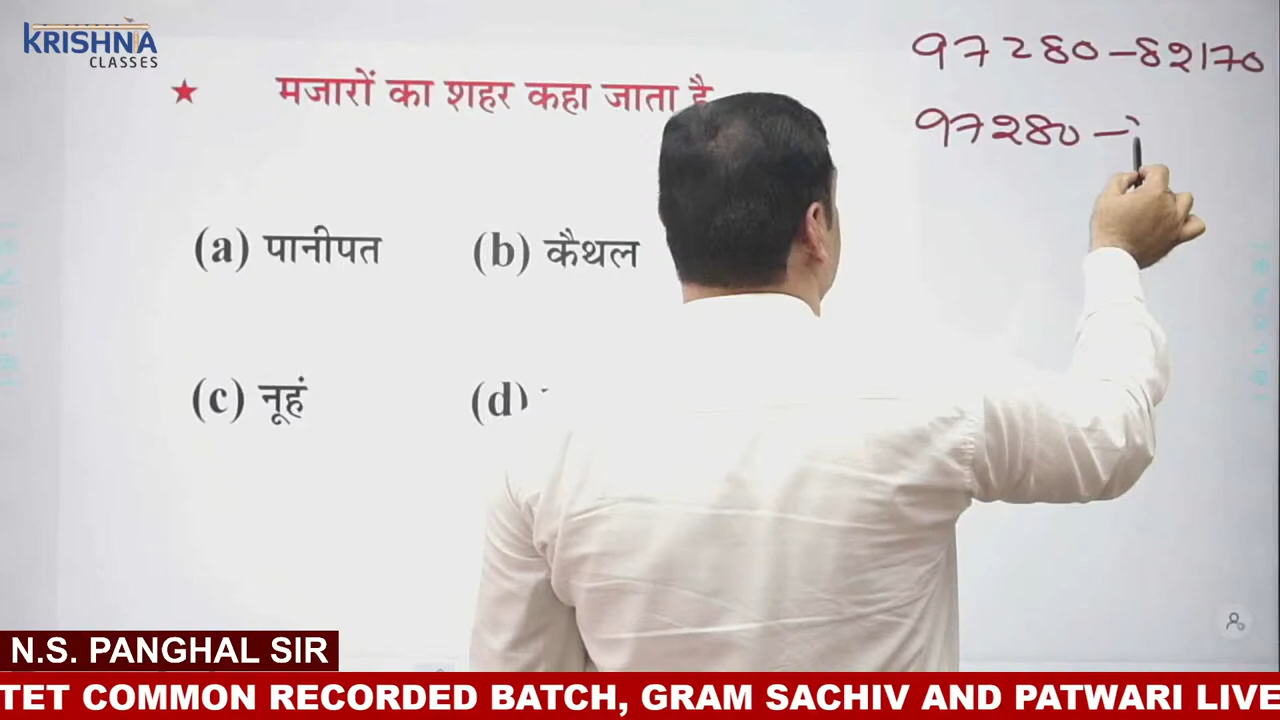 KRISHNA
CLASSES
★ मजारों का शहर कहा जाता है
97280-82170
97280-
(a) पानीपत (b) कैथल
(c) नूहं (d)
N.S. PANGHAL SIR
TET COMMON RECORDED BATCH, GRAM SACHIV AND PATWARI LIVE